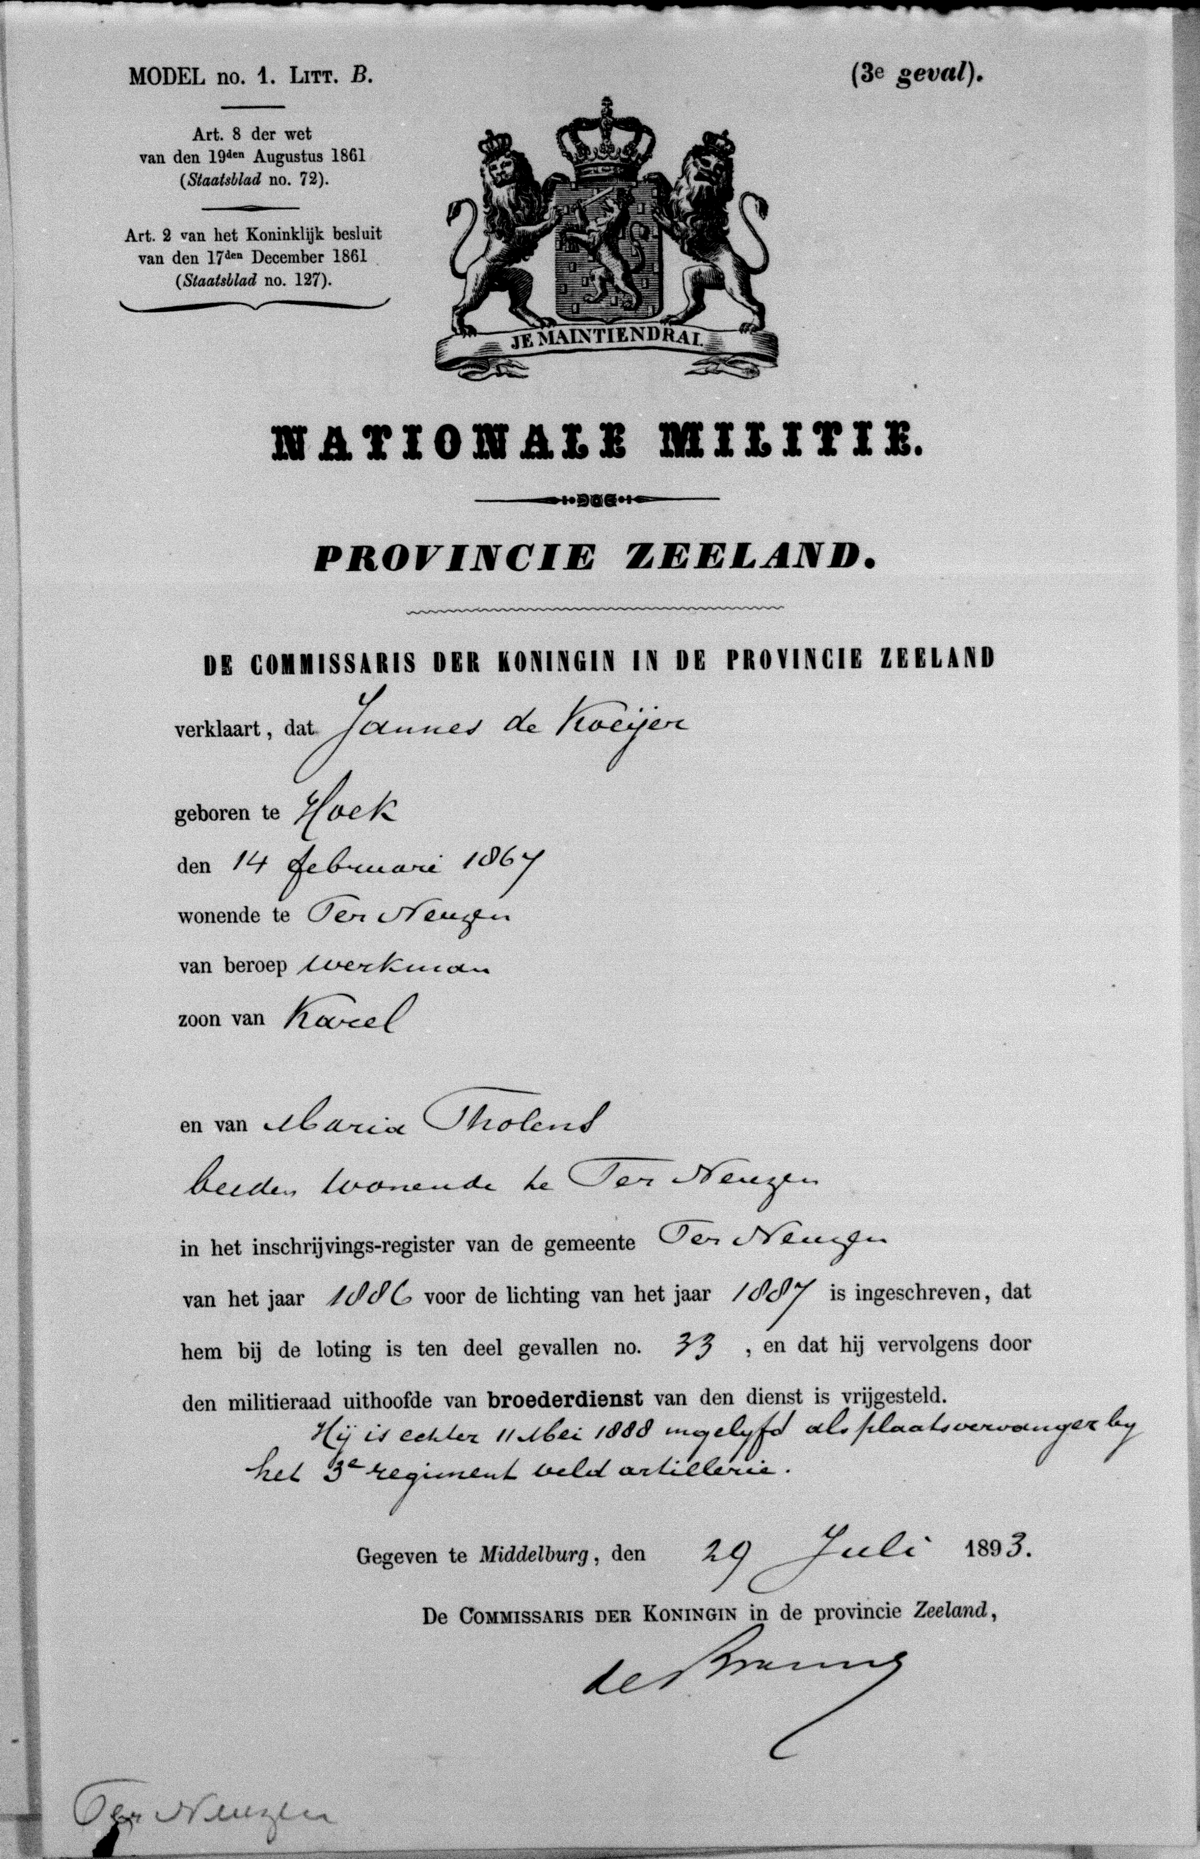 MODEL no. 1. LITT. B.
(3e geval).
Art. 8 der wet
van den 19den Augustus 1861
(Staatsblad no. 72).
Art. 2 van het Koninklijk besluit
van den 17den December 1861
(Staatsblad no. 127).
JE MAINTIENDRAI.
NATIONALE MILITIE.
PROVINCIE ZEELAND.
DE COMMISSARIS DER KONINGIN IN DE PROVINCIE ZEELAND
verklaart, dat Jannes de Koeijer
geboren te Hoek
den 14 februari 1867
wonende te Ter Neuzen
van beroep werkman
zoon van Karel
en van Maria Tholens
beiden wonende te Ter Neuzen
in het inschrijvings-register van de gemeente Ter Neuzen
van het jaar 1886 voor de lichting van het jaar 1887 is ingeschreven, dat
hem bij de loting is ten deel gevallen no. 33, en dat hij vervolgens door
den militieraad uithoofde van broederdienst van den dienst is vrijgesteld.
Hij is echter 11 Mei 1888 ingelyfd als plaatsvervanger by
het 3e regiment veld artillerie.
Gegeven te Middelburg, den 29 Juli 1893.
De COMMISSARIS DER KONINGIN in de provincie Zeeland,
de
Ter Neuzen